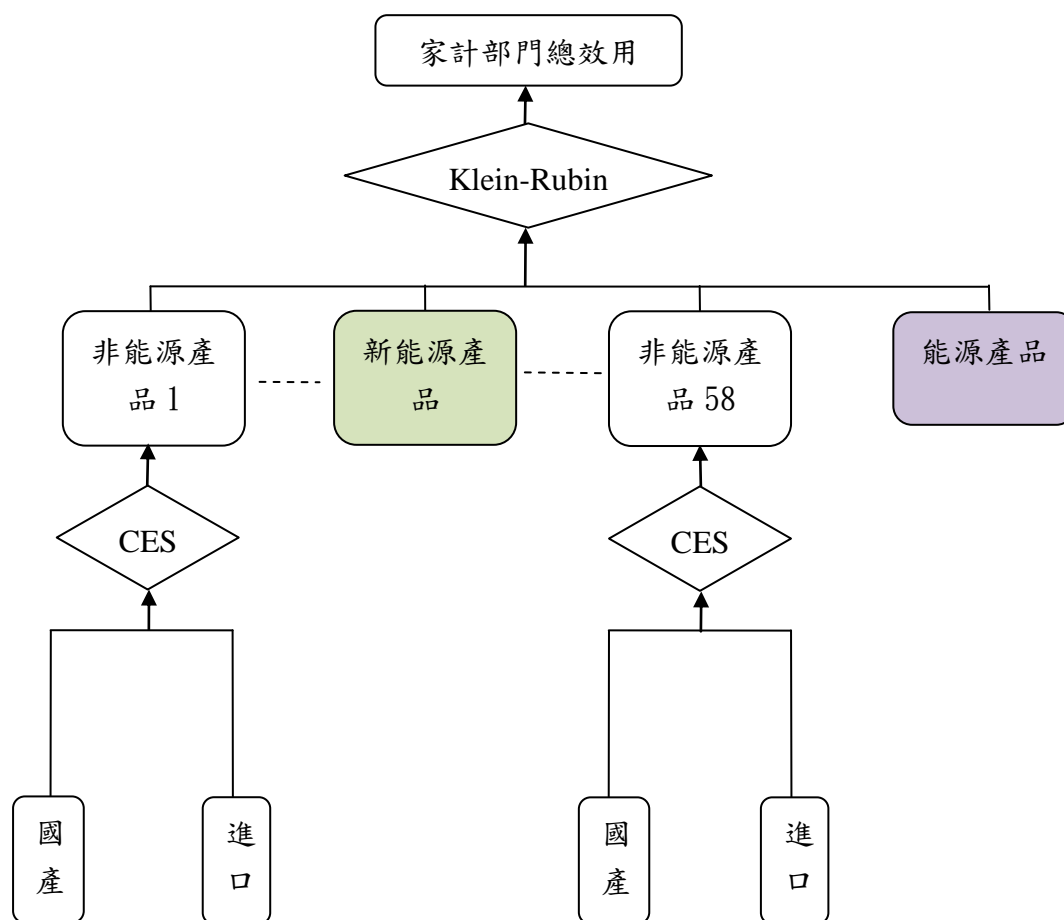 家計部門總效用
Klein-Rubin
非能源產
品 1
新能源產
品
非能源產
品 58
能源產品
CES
CES
國
產
進
口
國
產
進
口